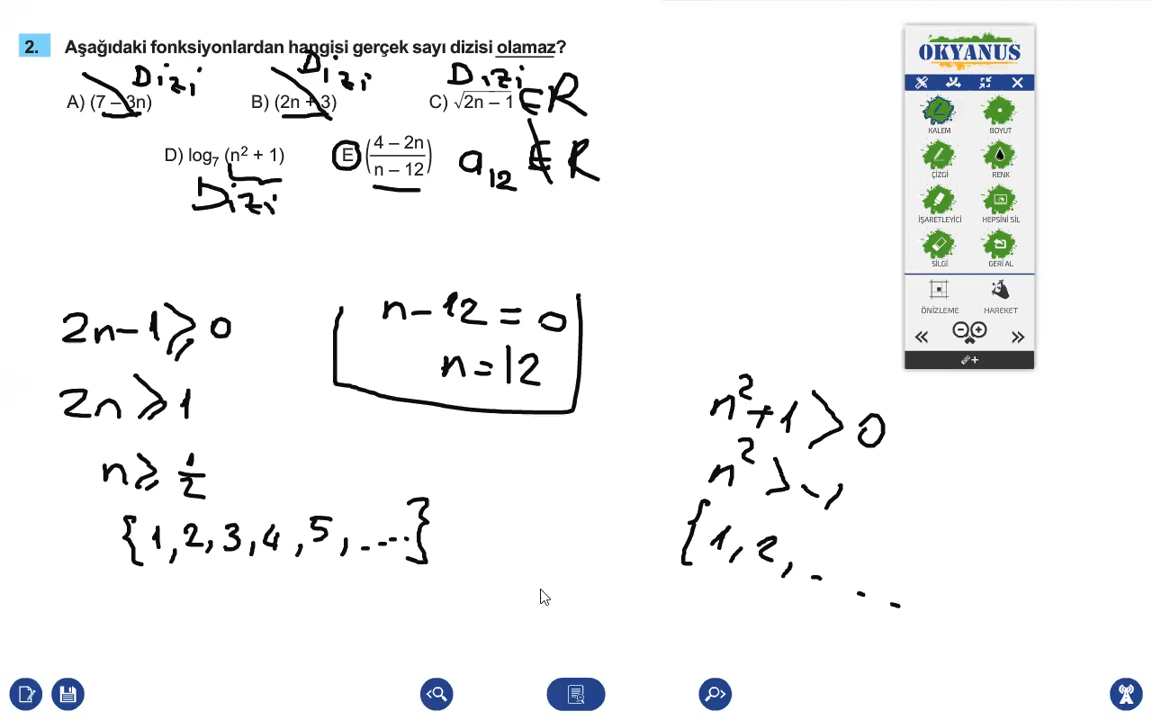 2. Aşağıdaki fonksiyonlardan hangisi gerçek sayı dizisi olamaz?
Dizi Dizi Dizi
A) (7 – 3n) B) (2n + 3) C) √2n – 1 ∈ R
D) log₇ (n² + 1) E) (4 – 2n / n – 12) a₁₂ ∉ R
Dizi
2n – 1 ≥ 0
2n ≥ 1
n ≥ 1/2
{1, 2, 3, 4, 5, ....}
n – 12 = 0
n = 12
n² + 1 > 0
n² > -1
{1, 2, ....
OKYANUS
KALEM BOYUT
ÇİZGİ RENK
İŞARETLEYİCİ HEPSİNİ SİL
SİLGİ GERİ AL
ÖNİZLEME HAREKET